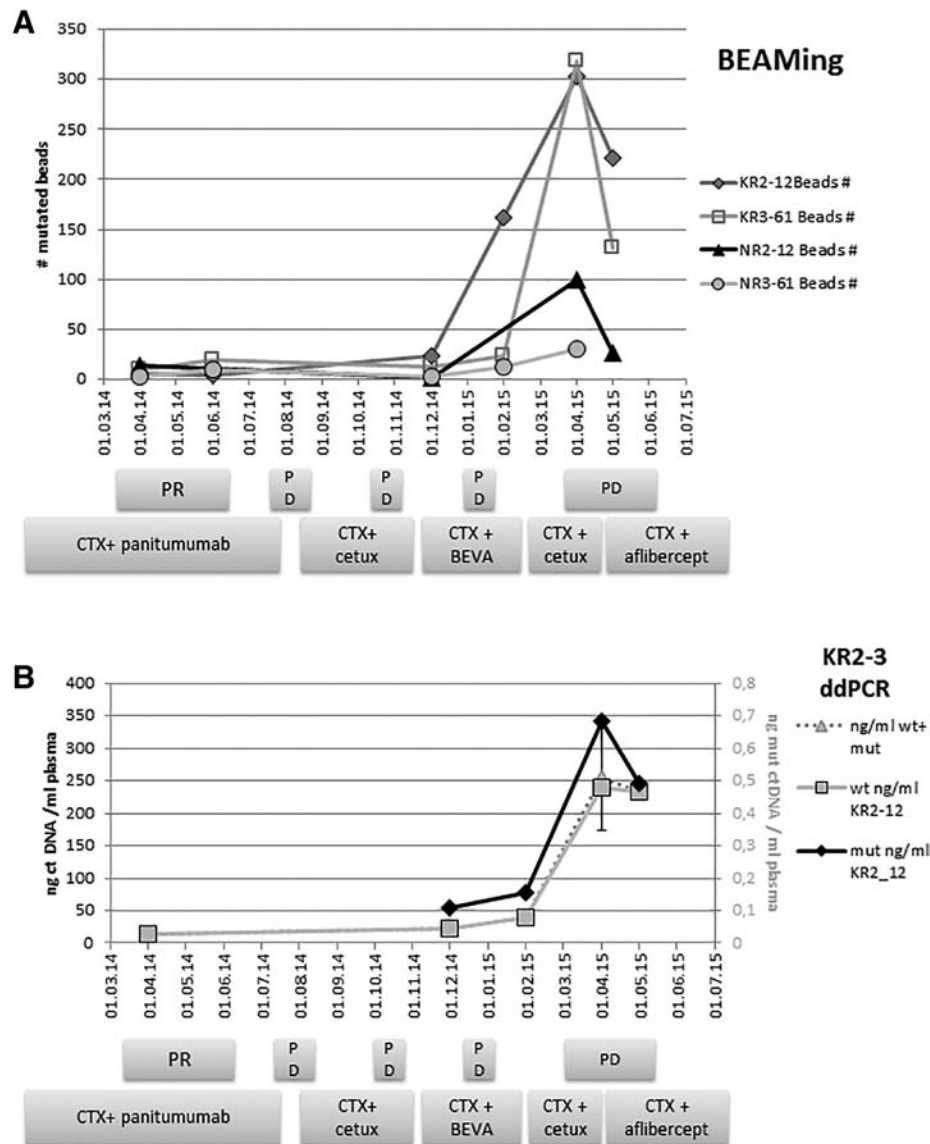 A
BEAMing
# mutated beads
350
300
250
200
150
100
50
0
01.03.14
01.04.14
01.05.14
01.06.14
01.07.14
01.08.14
01.09.14
01.10.14
01.11.14
01.12.14
01.01.15
01.02.15
01.03.15
01.04.15
01.05.15
01.06.15
01.07.15
KR2-12Beads #
KR3-61 Beads #
NR2-12 Beads #
NR3-61 Beads #
PR
P
D
P
D
P
D
PD
CTX+ panitumumab
CTX+
cetux
CTX +
BEVA
CTX +
cetux
CTX +
aflibercept
B
KR2-3
ddPCR
ng ct DNA /ml plasma
400
350
300
250
200
150
100
50
0
0,8
0,7
0,6
0,5
0,4
0,3
0,2
0,1
0
ng mut ctDNA / ml plasma
01.03.14
01.04.14
01.05.14
01.06.14
01.07.14
01.08.14
01.09.14
01.10.14
01.11.14
01.12.14
01.01.15
01.02.15
01.03.15
01.04.15
01.05.15
01.06.15
01.07.15
ng/ml wt+
mut
wt ng/ml
KR2-12
mut ng/ml
KR2_12
PR
P
D
P
D
P
D
PD
CTX+ panitumumab
CTX+
cetux
CTX +
BEVA
CTX +
cetux
CTX +
aflibercept